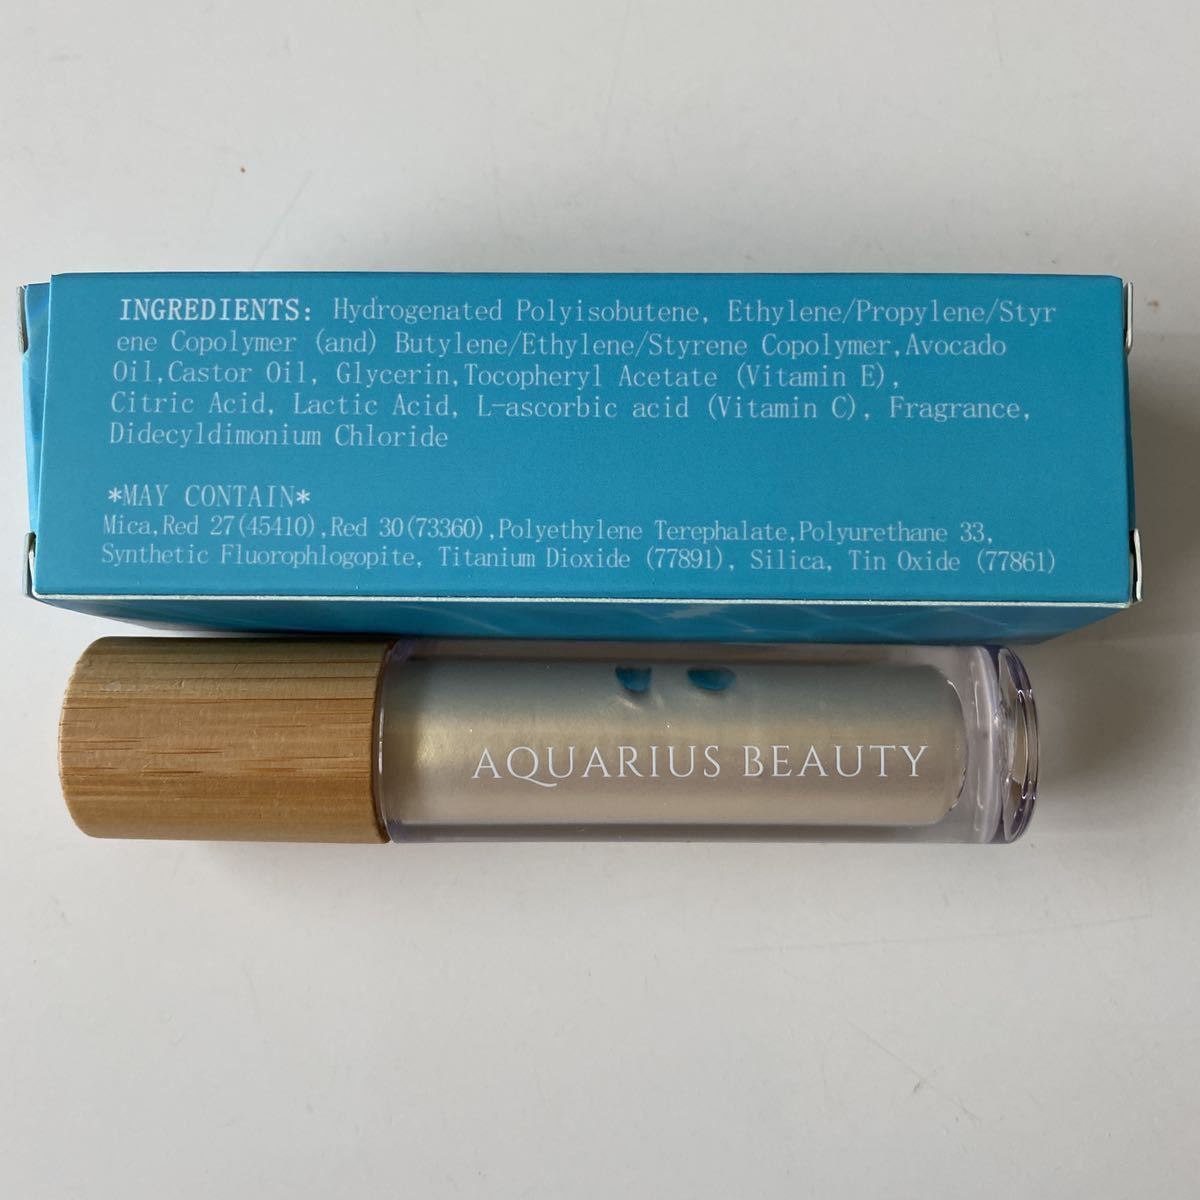 INGREDIENTS: Hydrogenated Polyisobutene, Ethylene/Propylene/Styr
ene Copolymer (and) Butylene/Ethylene/Styrene Copolymer,Avocado
Oil,Castor Oil, Glycerin,Tocopheryl Acetate (Vitamin E),
Citric Acid, Lactic Acid, L-ascorbic acid (Vitamin C), Fragrance,
Didecyldimonium Chloride
*MAY CONTAIN*
Mica,Red 27(45410),Red 30(73360),Polyethylene Terephalate,Polyurethane 33,
Synthetic Fluorophlogopite, Titanium Dioxide (77891), Silica, Tin Oxide (77861)
AQUARIUS BEAUTY